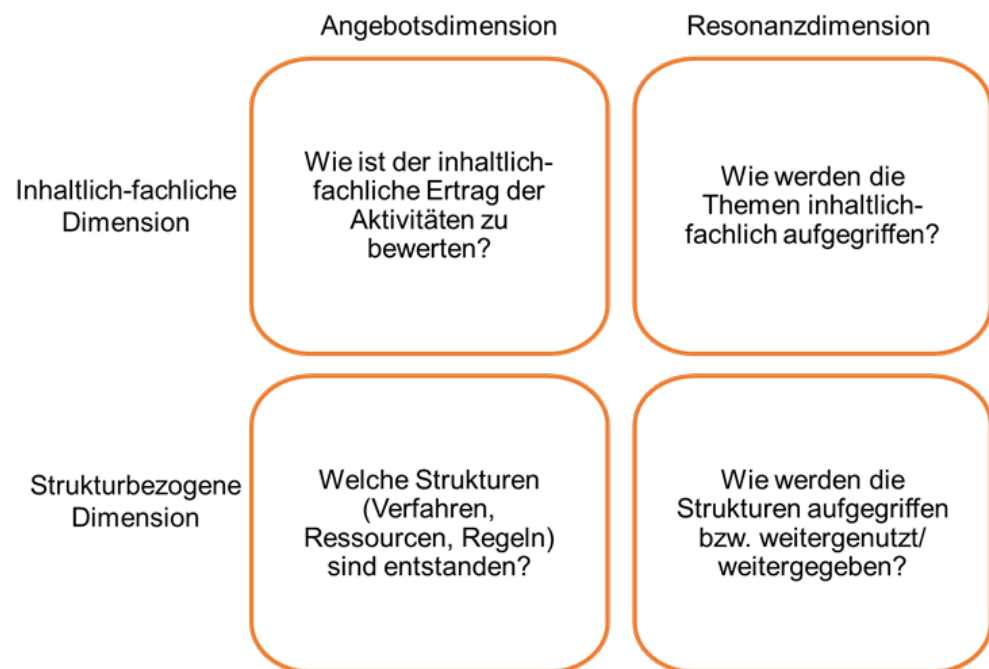 Angebotsdimension
Resonanzdimension
Inhaltlich-fachliche
Dimension
Wie ist der inhaltlich-
fachliche Ertrag der
Aktivitäten zu
bewerten?
Wie werden die
Themen inhaltlich-
fachlich aufgegriffen?
Strukturbezogene
Dimension
Welche Strukturen
(Verfahren,
Ressourcen, Regeln)
sind entstanden?
Wie werden die
Strukturen aufgegriffen
bzw. weitergenutzt/
weitergegeben?